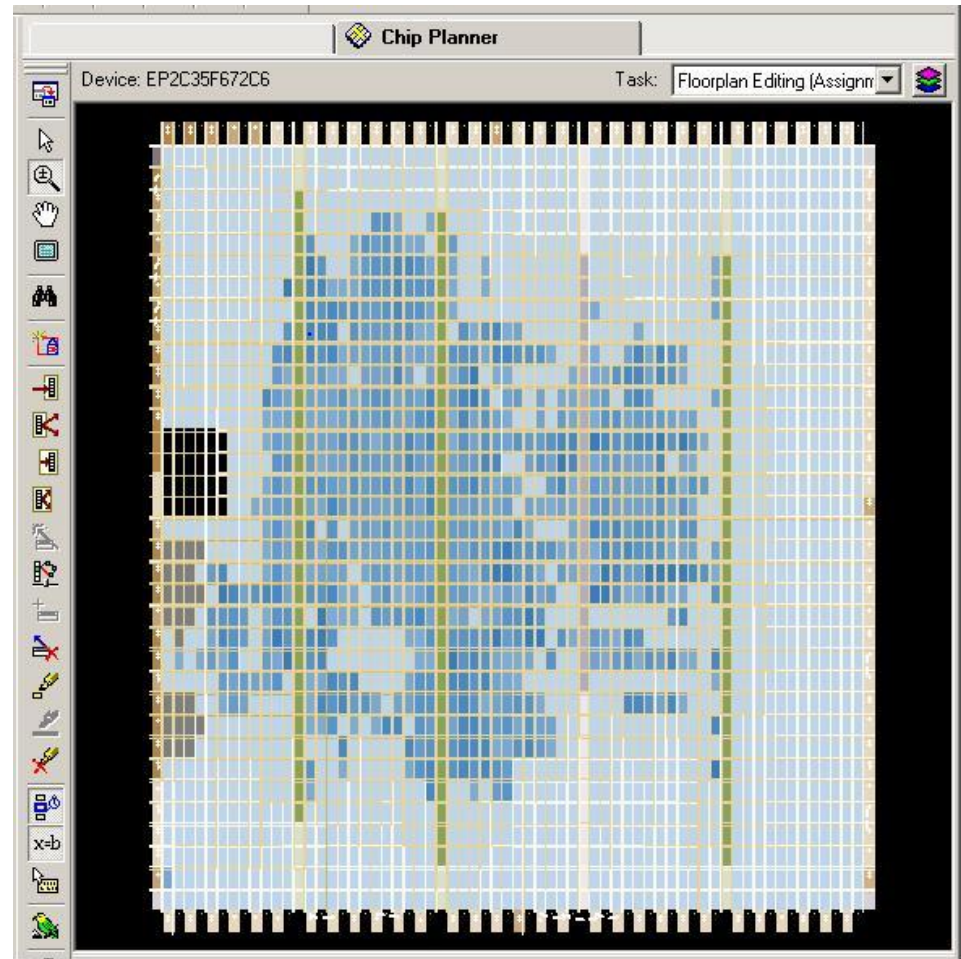 Chip Planner
Device: EP2C35F672C6
Task: Floorplan Editing (Assignm
x=b